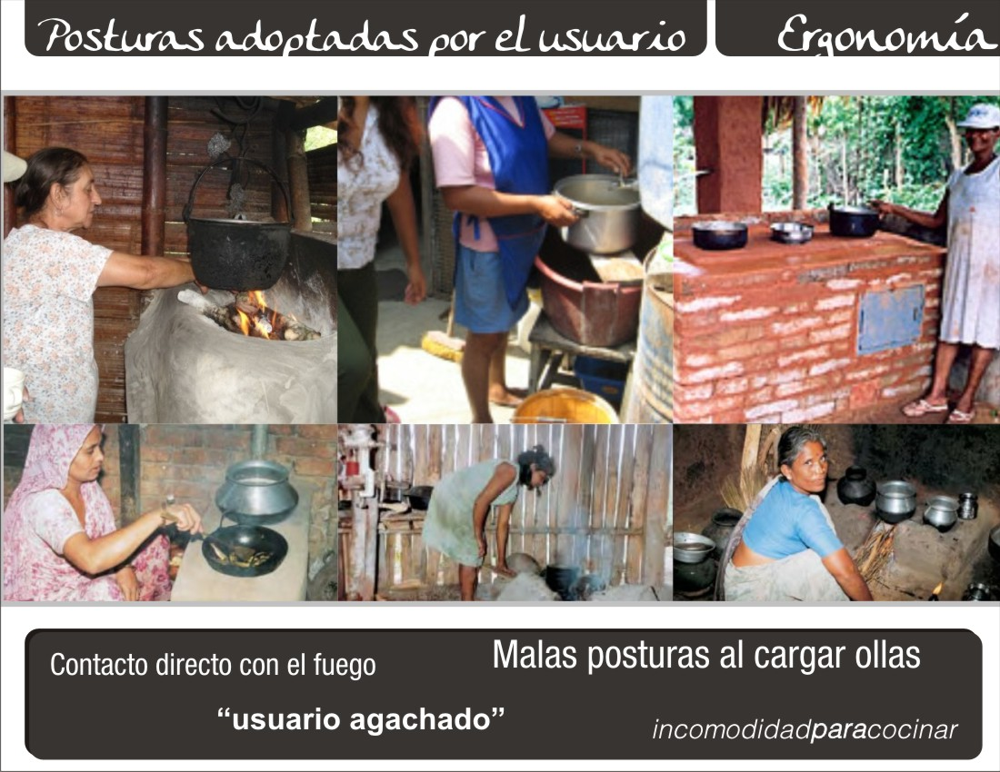 Posturas adoptadas por el usuario
Ergonomía
Contacto directo con el fuego
Malas posturas al cargar ollas
“usuario agachado”
incomodidadparacocinar